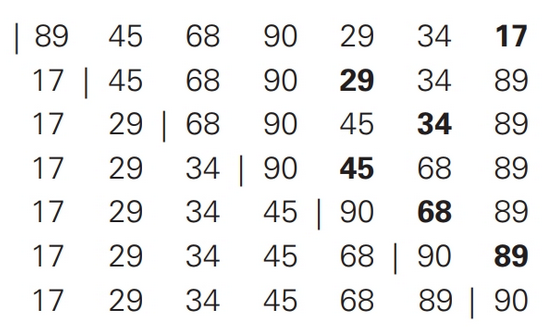 | 89 45 68 90 29 34 17
17 | 45 68 90 29 34 89
17 29 | 68 90 45 34 89
17 29 34 | 90 45 68 89
17 29 34 45 | 90 68 89
17 29 34 45 68 | 90 89
17 29 34 45 68 89 | 90